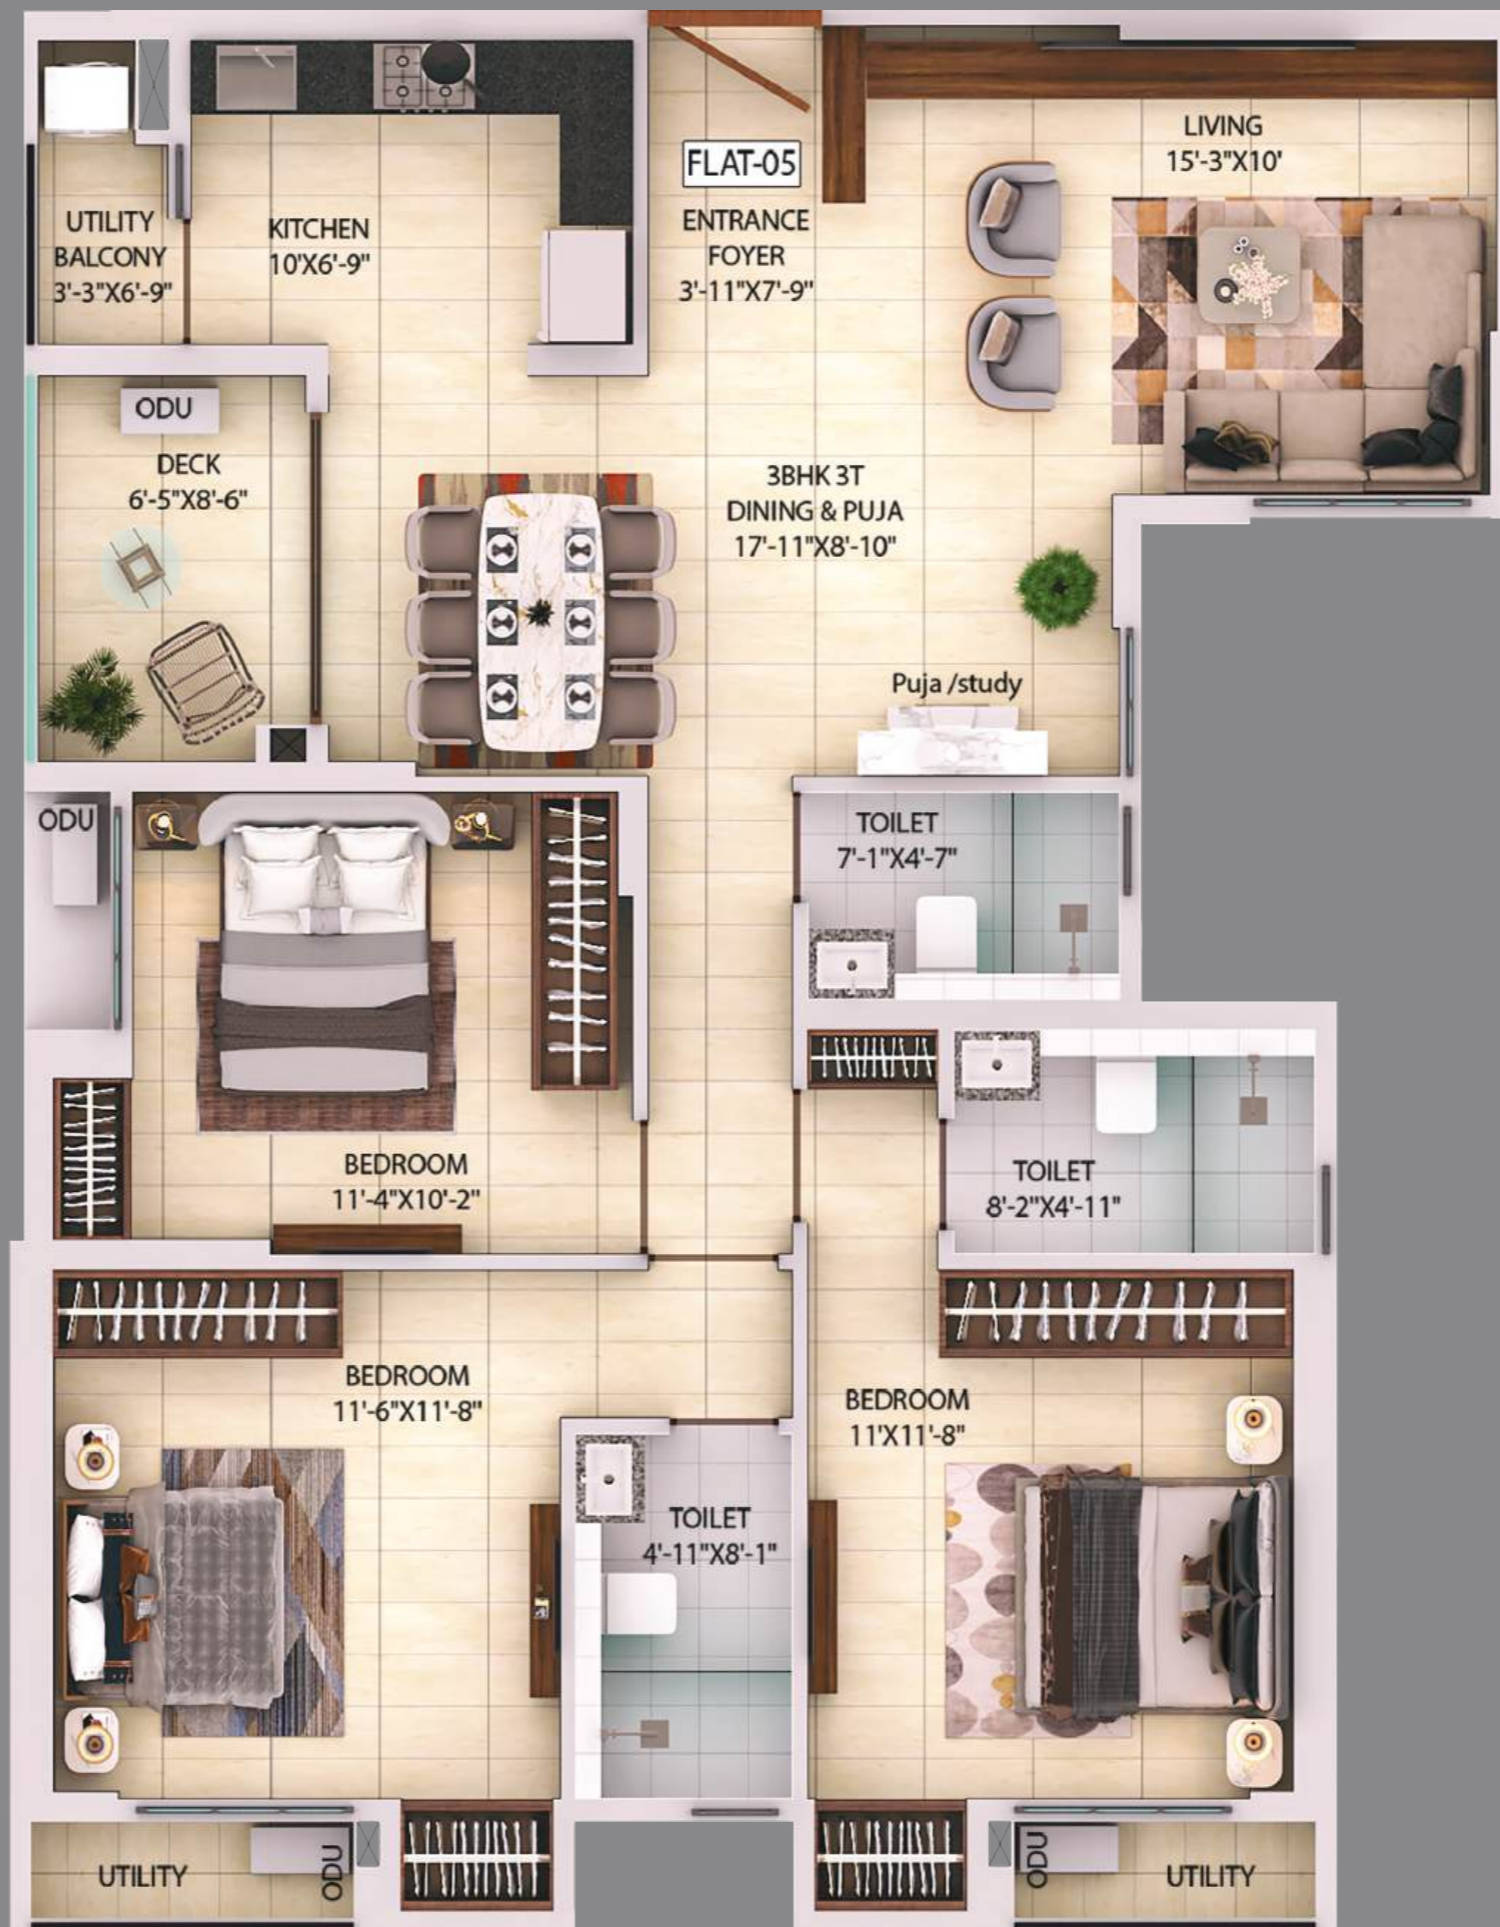 LIVING
15'-3"X10'
FLAT-05
ENTRANCE
FOYER
3'-11"X7'-9"
UTILITY
BALCONY
3'-3"X6'-9"
KITCHEN
10'X6'-9"
ODU
DECK
6'-5"X8'-6"
3BHK 3T
DINING & PUJA
17'-11"X8'-10"
Puja /study
ODU
TOILET
7'-1"X4'-7"
BEDROOM
11'-4"X10'-2"
TOILET
8'-2"X4'-11"
BEDROOM
11'-6"X11'-8"
BEDROOM
11'X11'-8"
TOILET
4'-11"X8'-1"
UTILITY
ODU
ODU
UTILITY